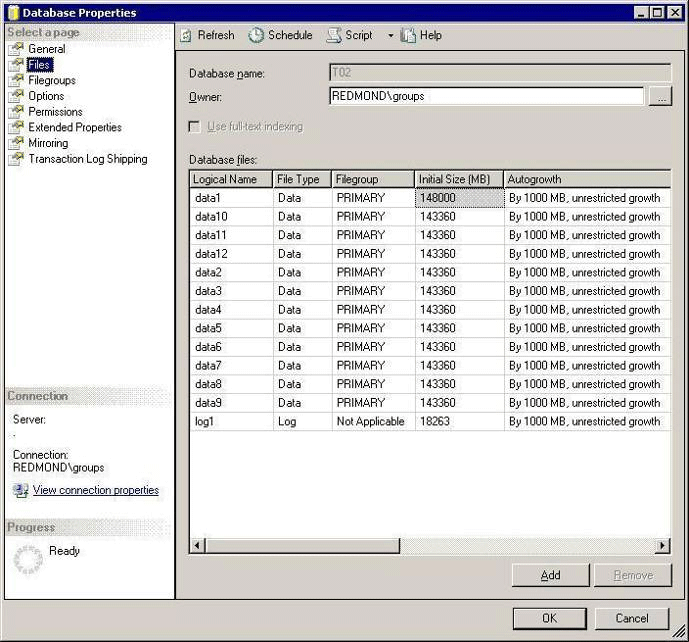 Database Properties
Select a page
General
Files
Filegroups
Options
Permissions
Extended Properties
Mirroring
Transaction Log Shipping
Refresh Schedule Script Help
Database name: T02
Owner: REDMOND\groups ...
Use full-text indexing
Database files:
Logical Name File Type Filegroup Initial Size (MB) Autogrowth
data1 Data PRIMARY 148000 By 1000 MB, unrestricted growth
data10 Data PRIMARY 143360 By 1000 MB, unrestricted growth
data11 Data PRIMARY 143360 By 1000 MB, unrestricted growth
data12 Data PRIMARY 143360 By 1000 MB, unrestricted growth
data2 Data PRIMARY 143360 By 1000 MB, unrestricted growth
data3 Data PRIMARY 143360 By 1000 MB, unrestricted growth
data4 Data PRIMARY 143360 By 1000 MB, unrestricted growth
data5 Data PRIMARY 143360 By 1000 MB, unrestricted growth
data6 Data PRIMARY 143360 By 1000 MB, unrestricted growth
data7 Data PRIMARY 143360 By 1000 MB, unrestricted growth
data8 Data PRIMARY 143360 By 1000 MB, unrestricted growth
data9 Data PRIMARY 143360 By 1000 MB, unrestricted growth
log1 Log Not Applicable 18263 By 1000 MB, unrestricted growth
Connection
Server:
.
Connection:
REDMOND\groups
View connection properties
Progress
Ready
Add Remove
OK Cancel